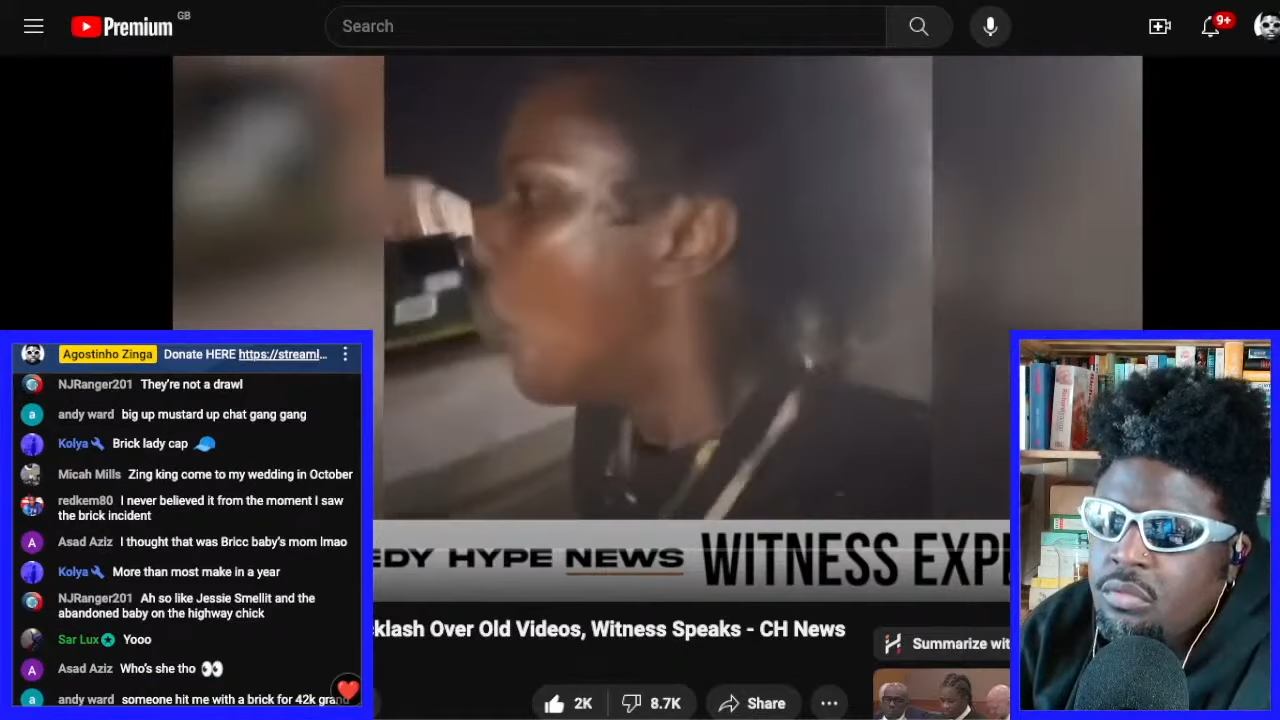 Premium GB
Search
9+
Agostinho Zinga Donate HERE https://streaml...
NJRanger201 They're not a drawl
andy ward big up mustard up chat gang gang
Kolya Brick lady cap
Micah Mills Zing king come to my wedding in October
redkem80 I never believed it from the moment I saw
the brick incident
Asad Aziz I thought that was Bricc baby's mom lmao
Kolya More than most make in a year
NJRanger201 Ah so like Jessie Smellit and the
abandoned baby on the highway chick
Sar Lux Yooo
Asad Aziz Who's she tho 👀
andy ward someone hit me with a brick for 42k grand
EDY HYPE NEWS WITNESS EXP
cklash Over Old Videos, Witness Speaks - CH News
Summarize wit
2K 8.7K Share